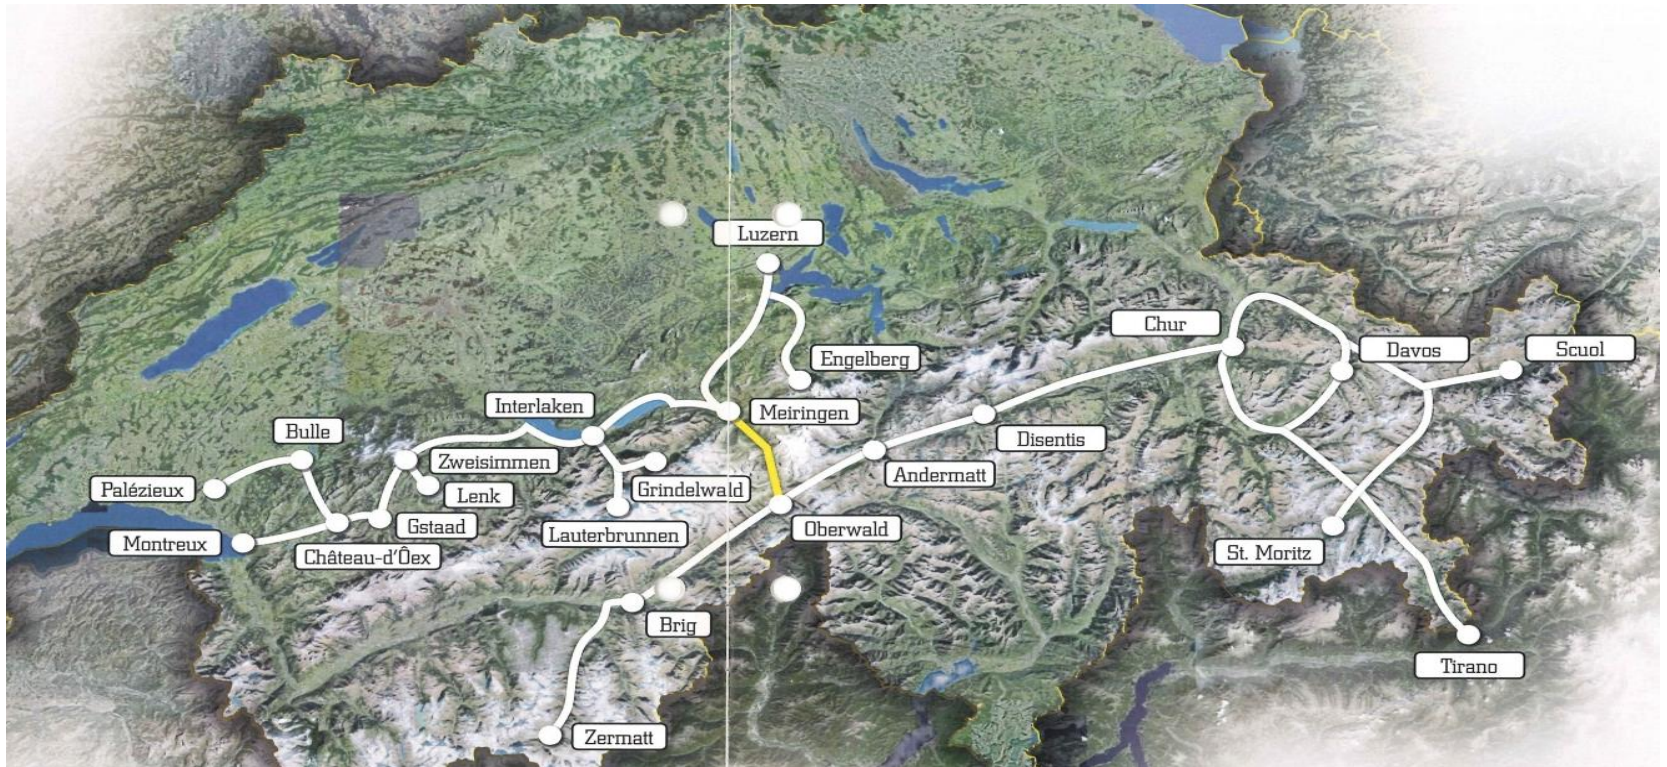 Luzern
Chur
Engelberg
Davos
Scuol
Interlaken
Meiringen
Bulle
Disentis
Zweisimmen
Andermatt
Palézieux
Lenk
Grindelwald
Gstaad
Oberwald
Montreux
Lauterbrunnen
Château-d'Ôex
St. Moritz
Brig
Tirano
Zermatt